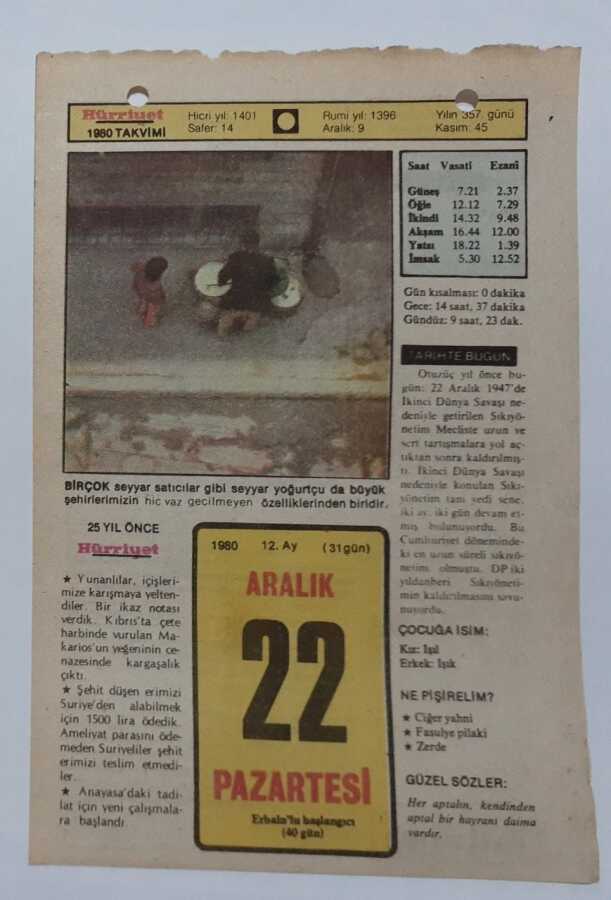 Hürriyet
1980 TAKVİMİ
Hicri yıl: 1401
Safer: 14
Rumi yıl: 1396
Aralık: 9
Yılın 357. günü
Kasım: 45
Saat Vasati Ezanî
Güneş 7.21 2.37
Öğle 12.12 7.29
İkindi 14.32 9.48
Akşam 16.44 12.00
Yatsı 18.22 1.39
İmsak 5.30 12.52
Gün kısalması: 0 dakika
Gece: 14 saat, 37 dakika
Gündüz: 9 saat, 23 dak.
TARİHTE BUGÜN
Otuzüç yıl önce bu-
gün: 22 Aralık 1947'de
İkinci Dünya Savaşı ne-
deniyle getirilen Sıkıyö-
netim Mecliste uzun ve
sert tartışmalara yol aç-
tıktan sonra kaldırılmış-
tı. İkinci Dünya Savaşı
nedeniyle konulan Sıkı-
yönetim tam yedi sene,
iki ay, iki gün devam et-
miş bulunuyordu. Bu
Cumhuriyet dönemінde-
ki en uzun süreli sıkıyö-
netim olmuştu. DP iki
yıldanberi Sıkıyöneti-
min kaldırılmasını savu-
nuyordu.
BİRÇOK seyyar satıcılar gibi seyyar yoğurtçu da büyük
şehirlerimizin hiç vaz geçilmeyen özelliklerinden biridir.
25 YIL ÖNCE
Hürriyet
★ Yunanlılar, içişleri-
mize karışmaya yelten-
diler. Bir ikaz notası
verdik. Kıbrıs'ta çete
harbinde vurulan Ma-
karios'un yeğeninin ce-
nazesinde kargaşalık
çıktı.
★ Şehit düşen erimizi
Suriye'den alabilmek
için 1500 lira ödedik.
Ameliyat parasını öde-
meden Suriyeliler şehit
erimizi teslim etmedi-
ler.
★ Anayasa'daki tadi-
lat için yeni çalışmala-
ra başlandı
1980 12. Ay (31 gün)
ARALIK
22
PAZARTESİ
Erbain'in başlangıcı
(40 gün)
ÇOCUĞA İSİM:
Kız: Işıl
Erkek: Işık
NE PİŞİRELİM?
★ Ciğer yahni
★ Fasulye pilaki
★ Zerde
GÜZEL SÖZLER:
Her aptalın, kendinden
aptal bir hayranı daima
vardır.